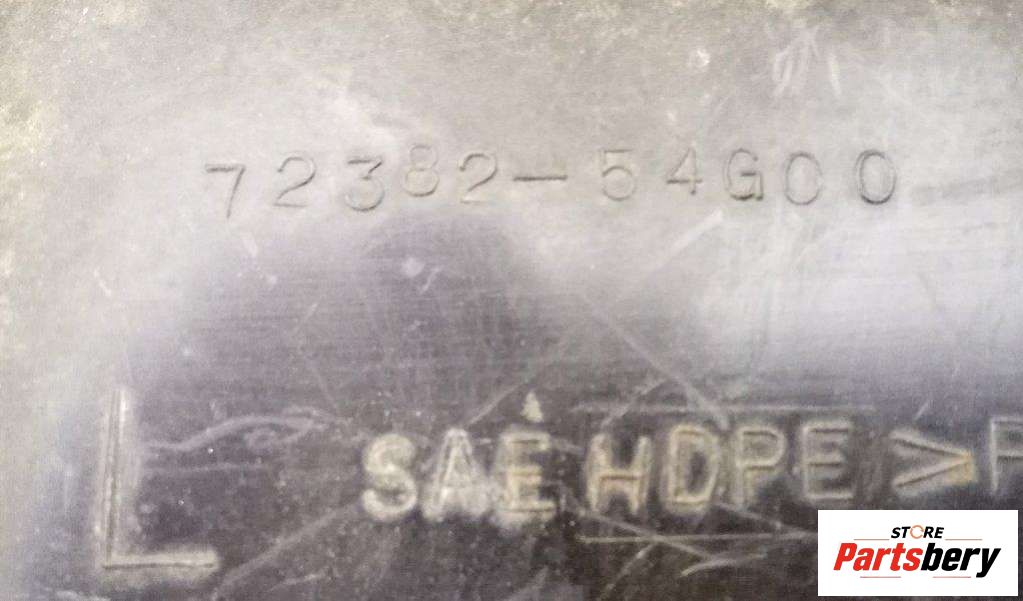 72382-54G00
L SAE HDPE > P
STORE
Partsbery